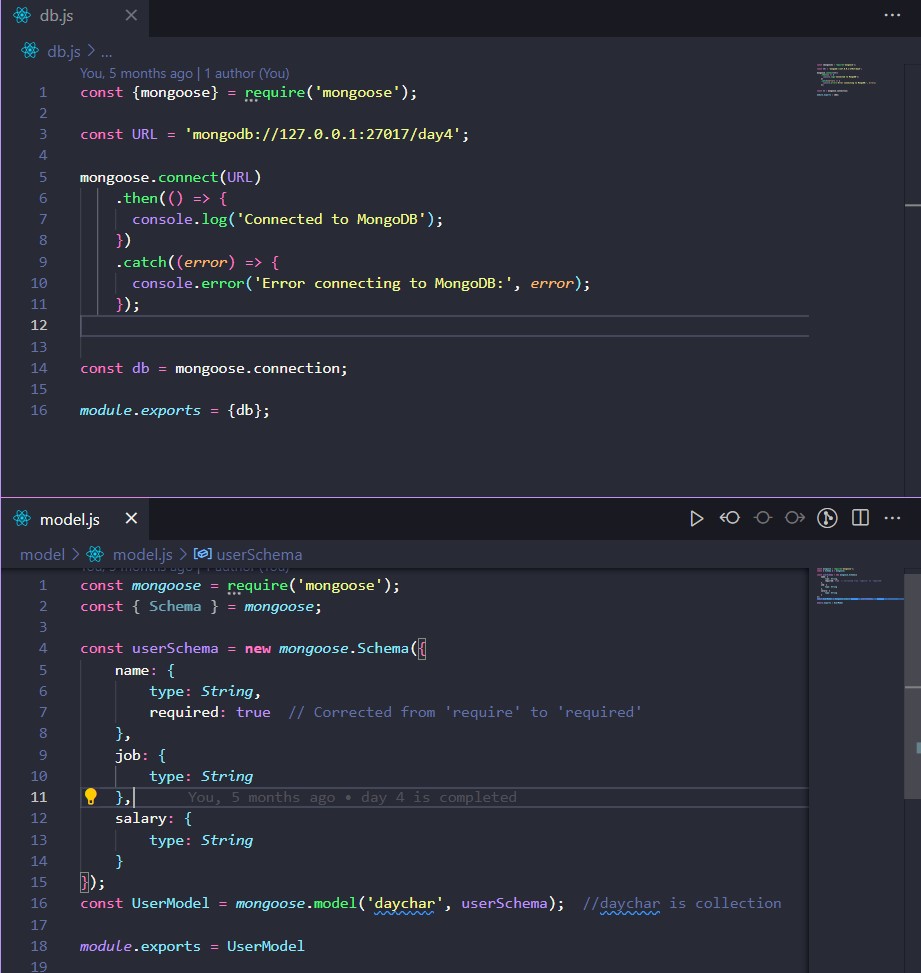 db.js
db.js > ...
You, 5 months ago | 1 author (You)
1 const {mongoose} = require('mongoose');
2
3 const URL = 'mongodb://127.0.0.1:27017/day4';
4
5 mongoose.connect(URL)
6 .then(() => {
7 console.log('Connected to MongoDB');
8 })
9 .catch((error) => {
10 console.error('Error connecting to MongoDB:', error);
11 });
12
13
14 const db = mongoose.connection;
15
16 module.exports = {db};
model.js
model > model.js > userSchema
You, 5 months ago | 1 author (You)
1 const mongoose = require('mongoose');
2 const { Schema } = mongoose;
3
4 const userSchema = new mongoose.Schema({
5 name: {
6 type: String,
7 required: true // Corrected from 'require' to 'required'
8 },
9 job: {
10 type: String
11 }, You, 5 months ago • day 4 is completed
12 salary: {
13 type: String
14 }
15 });
16 const UserModel = mongoose.model('daychar', userSchema); //daychar is collection
17
18 module.exports = UserModel
19